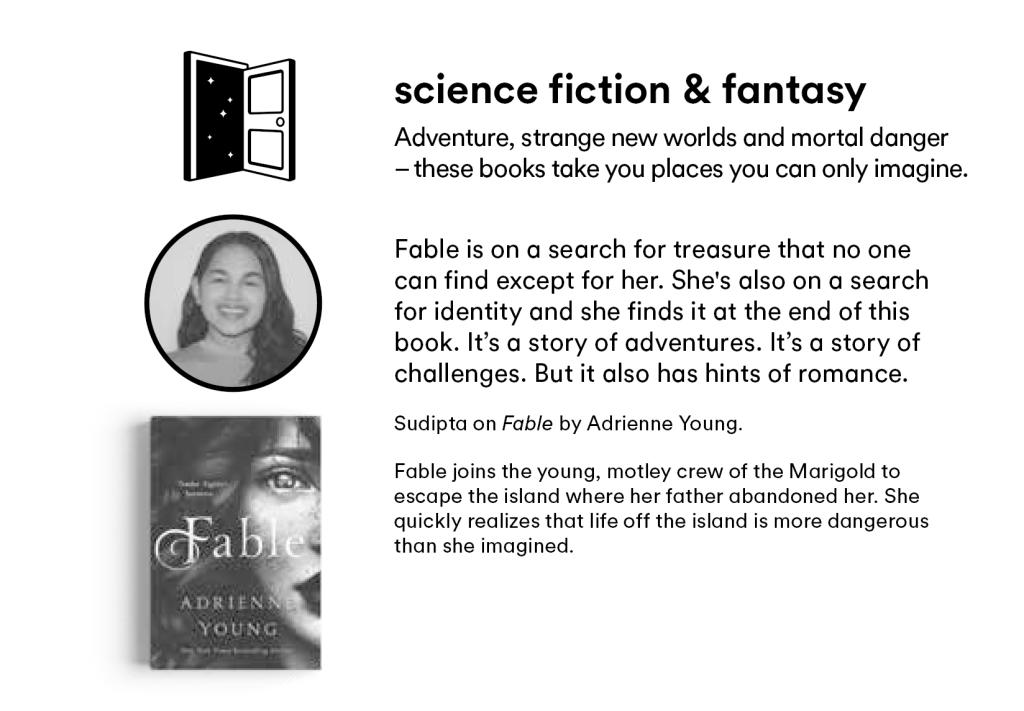 science fiction & fantasy
Adventure, strange new worlds and mortal danger
– these books take you places you can only imagine.
Fable is on a search for treasure that no one
can find except for her. She's also on a search
for identity and she finds it at the end of this
book. It’s a story of adventures. It’s a story of
challenges. But it also has hints of romance.
Sudipta on Fable by Adrienne Young.
Fable joins the young, motley crew of the Marigold to
escape the island where her father abandoned her. She
quickly realizes that life off the island is more dangerous
than she imagined.
Fable
ADRIENNE
YOUNG
New York Times bestselling author